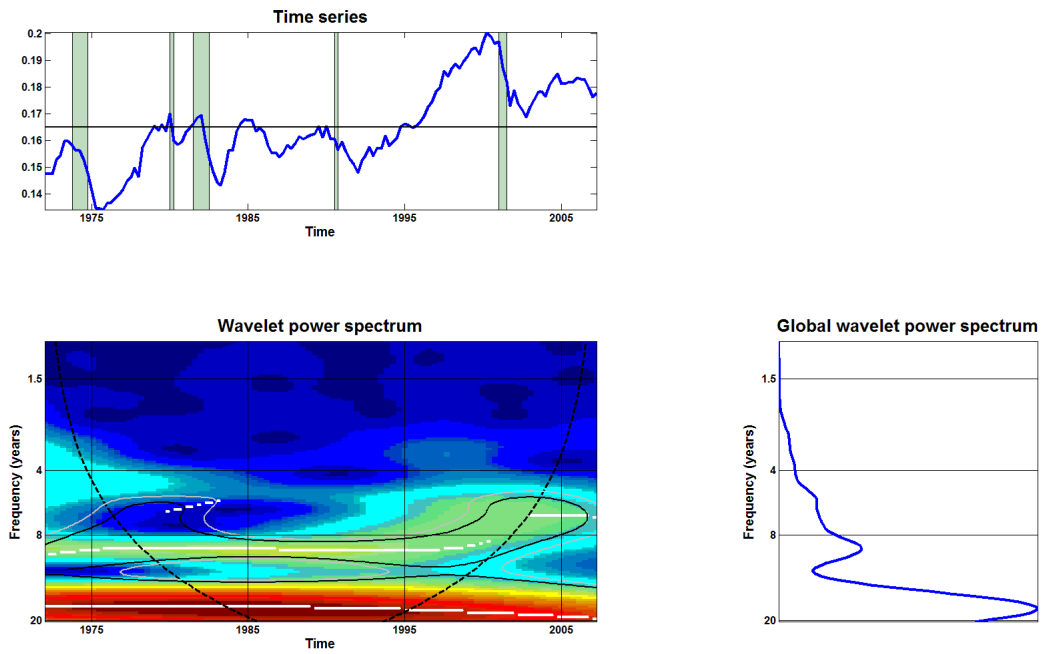 Time series
0.2
0.19
0.18
0.17
0.16
0.15
0.14
1975 1985 1995 2005
Time
Wavelet power spectrum
Frequency (years)
1.5
4
8
20
1975 1985 1995 2005
Time
Global wavelet power spectrum
Frequency (years)
1.5
4
8
20